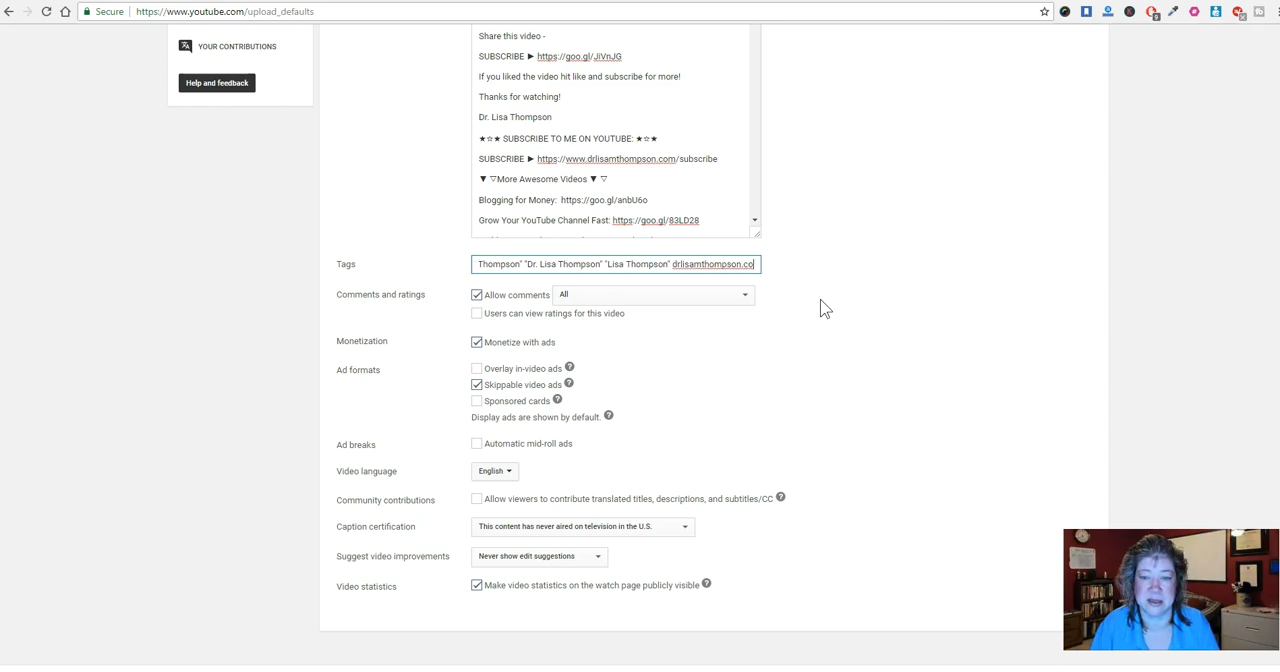 Secure
https://www.youtube.com/upload_defaults
YOUR CONTRIBUTIONS
Help and feedback
Share this video -
SUBSCRIBE ► https://goo.gl/JiVnJG
If you liked the video hit like and subscribe for more!
Thanks for watching!
Dr. Lisa Thompson
★☆★ SUBSCRIBE TO ME ON YOUTUBE: ★☆★
SUBSCRIBE ► https://www.drlisamthompson.com/subscribe
▼ ▽More Awesome Videos ▼ ▽
Blogging for Money: https://goo.gl/anbU6o
Grow Your YouTube Channel Fast: https://goo.gl/83LD28
Tags
Thompson" "Dr. Lisa Thompson" "Lisa Thompson" drlisamthompson.co
Comments and ratings
Allow comments
All
Users can view ratings for this video
Monetization
Monetize with ads
Ad formats
Overlay in-video ads ?
Skippable video ads ?
Sponsored cards ?
Display ads are shown by default. ?
Ad breaks
Automatic mid-roll ads
Video language
English
Community contributions
Allow viewers to contribute translated titles, descriptions, and subtitles/CC ?
Caption certification
This content has never aired on television in the U.S.
Suggest video improvements
Never show edit suggestions
Video statistics
Make video statistics on the watch page publicly visible ?